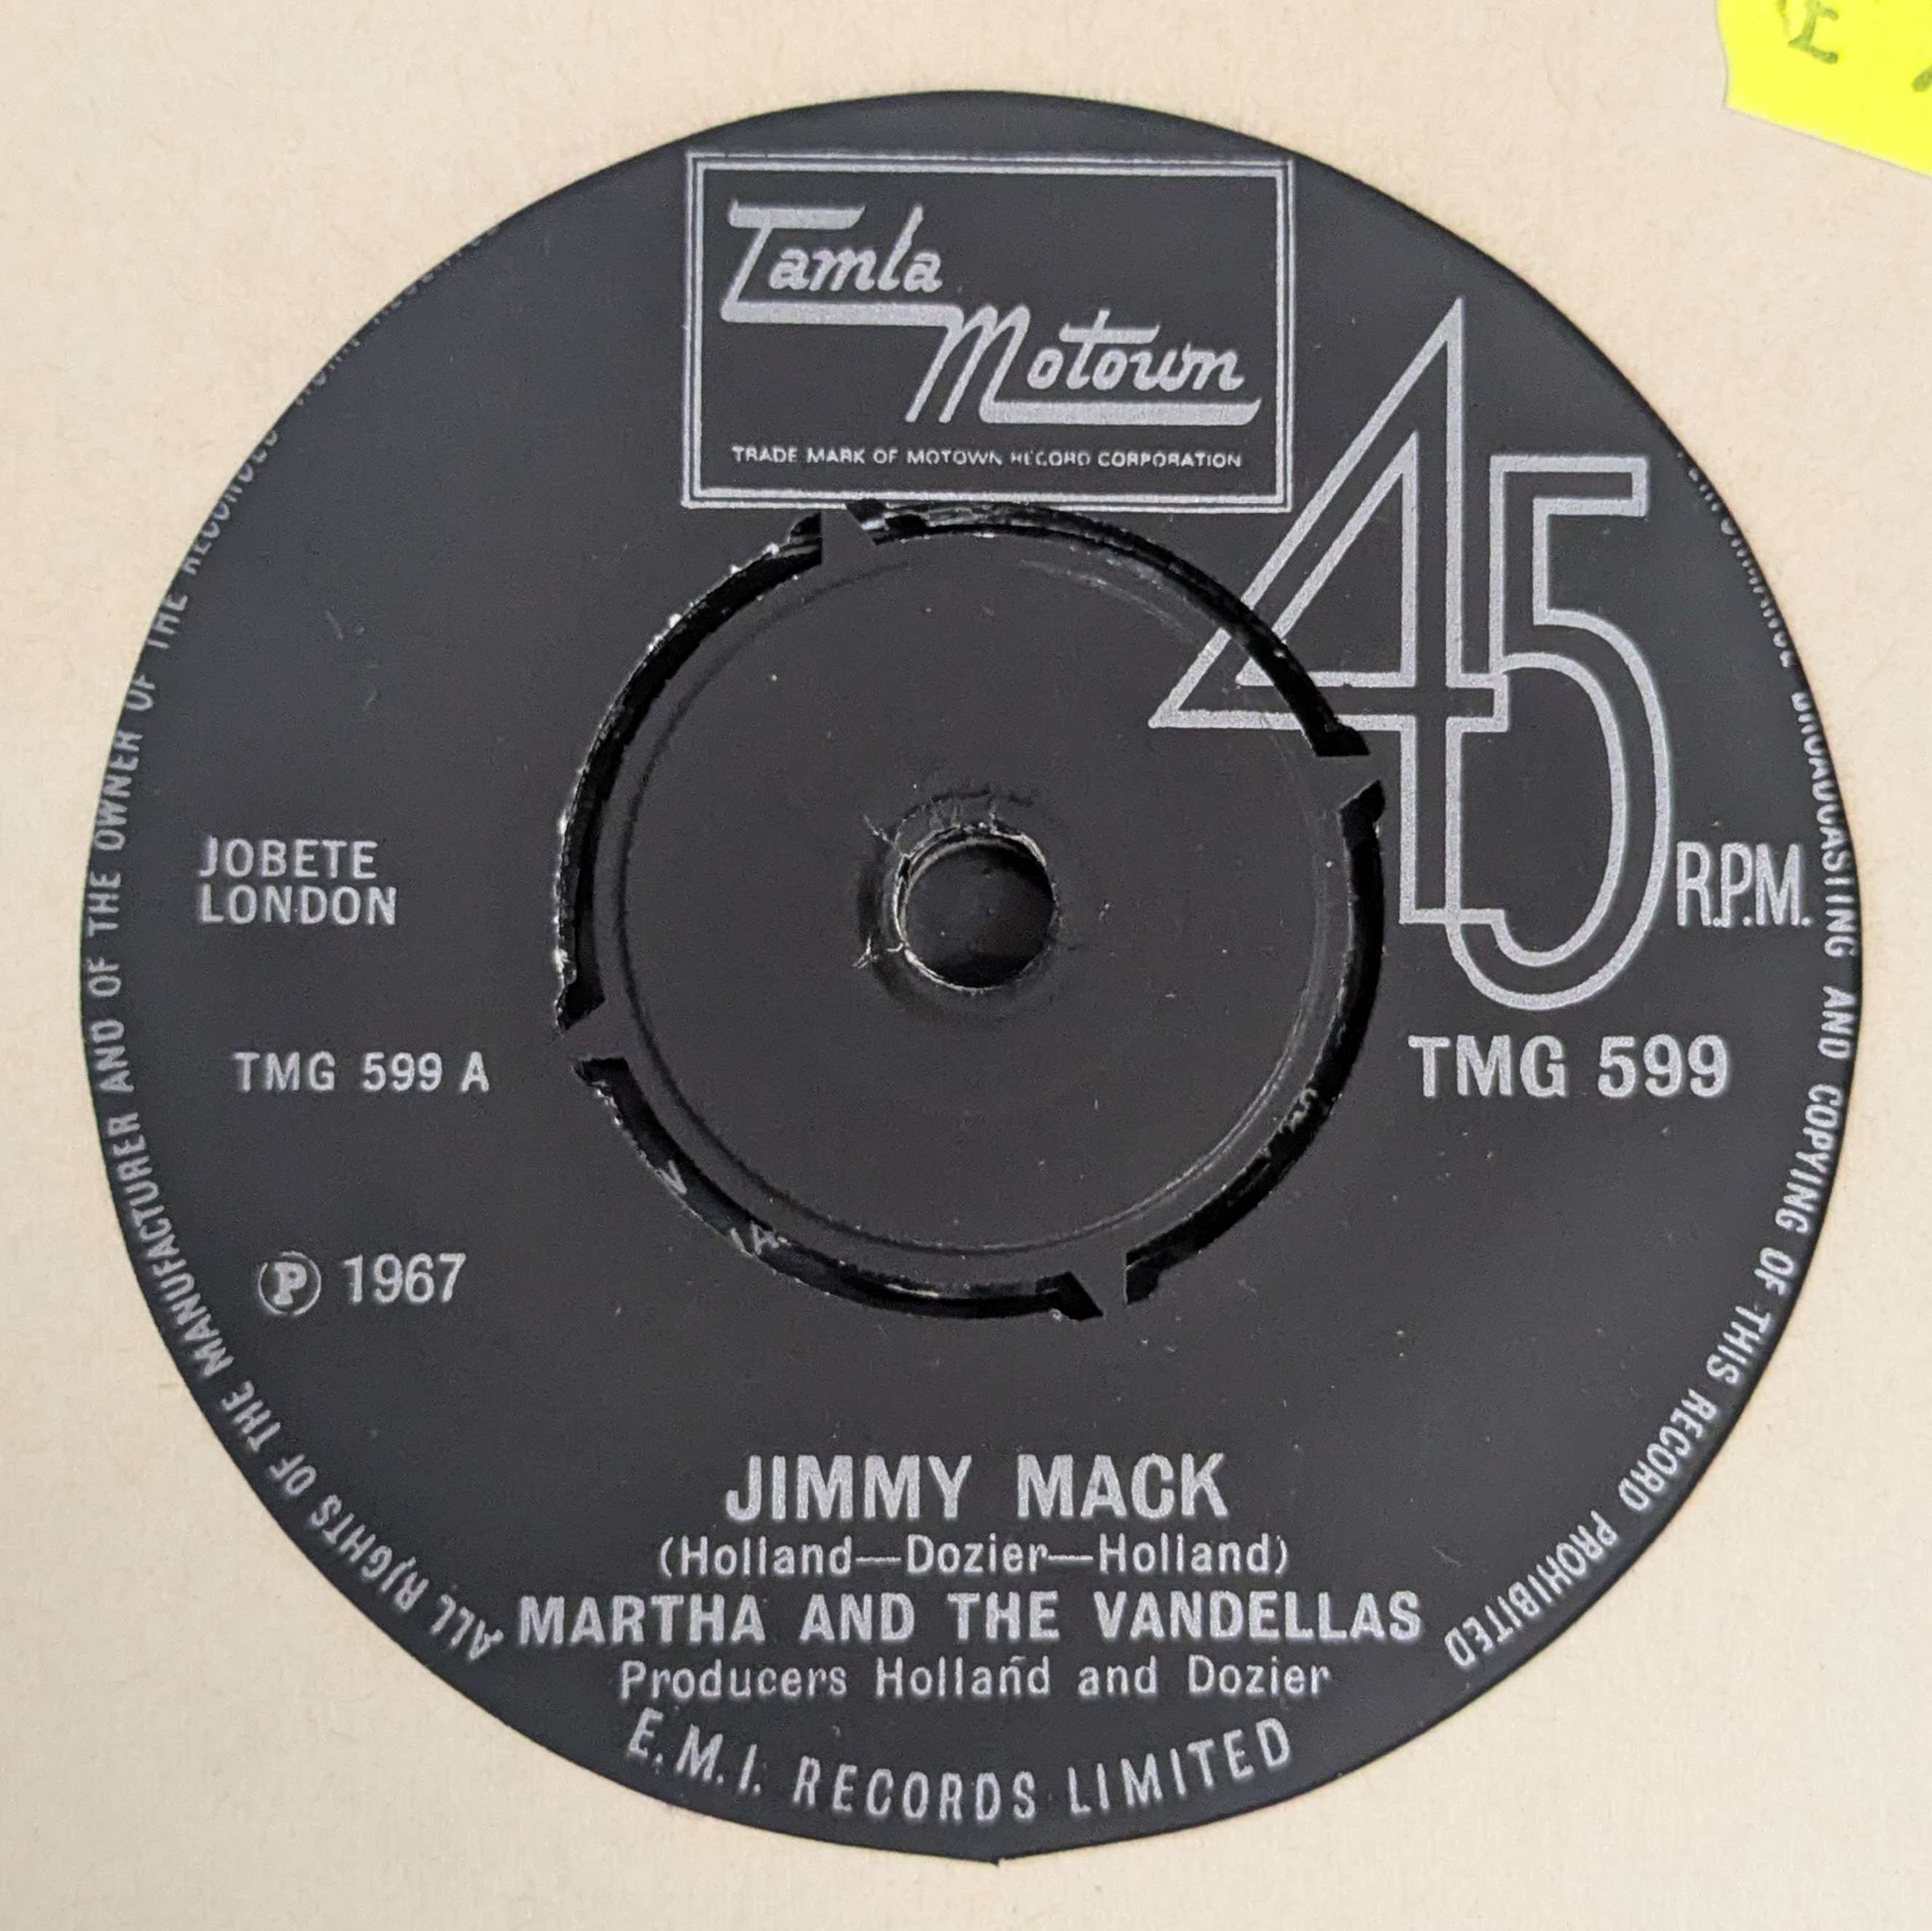 Tamla
Motown
TRADE MARK OF MOTOWN RECORD CORPORATION
45
R.P.M.
JOBETE
LONDON
TMG 599 A
TMG 599
Ⓟ 1967
JIMMY MACK
(Holland—Dozier—Holland)
MARTHA AND THE VANDELLAS
Producers Holland and Dozier
E.M.I. RECORDS LIMITED
ALL RIGHTS OF THE MANUFACTURER AND OF THE OWNER OF THE RECORDED
BROADCASTING AND COPYING OF THIS RECORD PROHIBITED
£